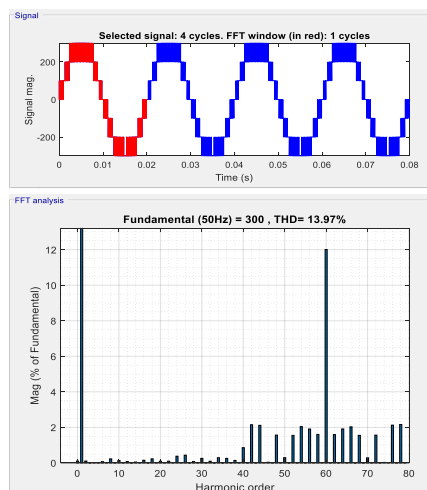 Signal
Selected signal: 4 cycles. FFT window (in red): 1 cycles
200
0
-200
Signal mag.
0 0.01 0.02 0.03 0.04 0.05 0.06 0.07 0.08
Time (s)
FFT analysis
Fundamental (50Hz) = 300 , THD= 13.97%
12
10
8
6
4
2
0
Mag (% of Fundamental)
0 10 20 30 40 50 60 70 80
Harmonic order